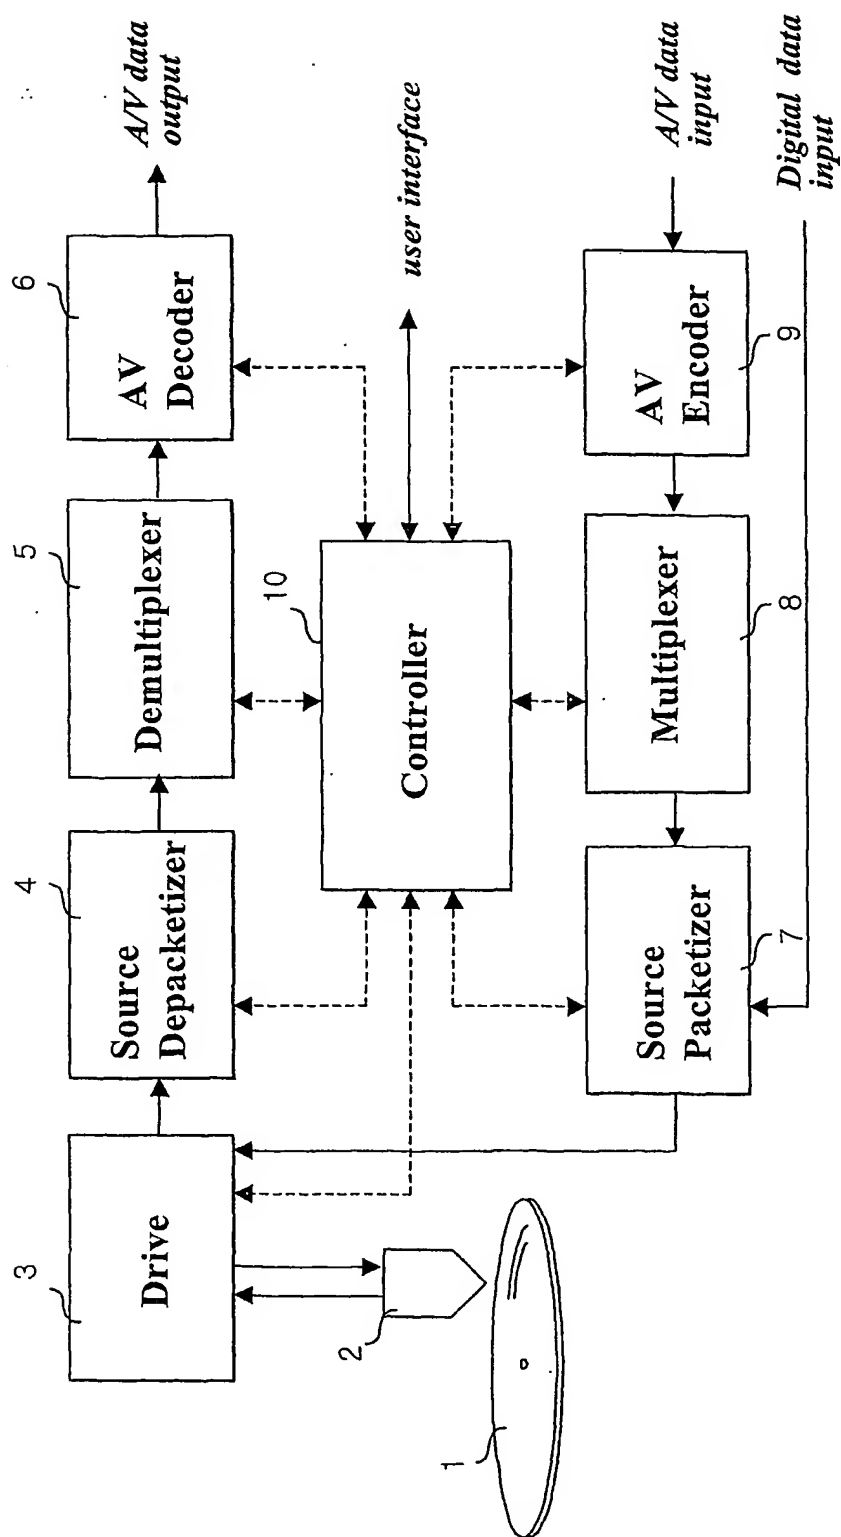 3
Drive
4
Source
Depacketizer
5
Demultiplexer
6
AV
Decoder
A/V data
output
2
10
Controller
user interface
1
7
Source
Packetizer
8
Multiplexer
9
AV
Encoder
A/V data
input
Digital data
input